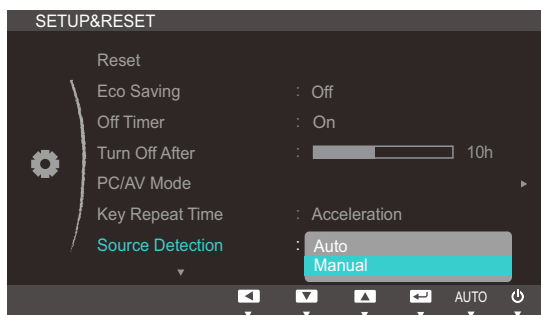 SETUP&RESET
Reset
Eco Saving : Off
Off Timer : On
Turn Off After : 10h
PC/AV Mode
Key Repeat Time : Acceleration
Source Detection : Auto
Manual
AUTO